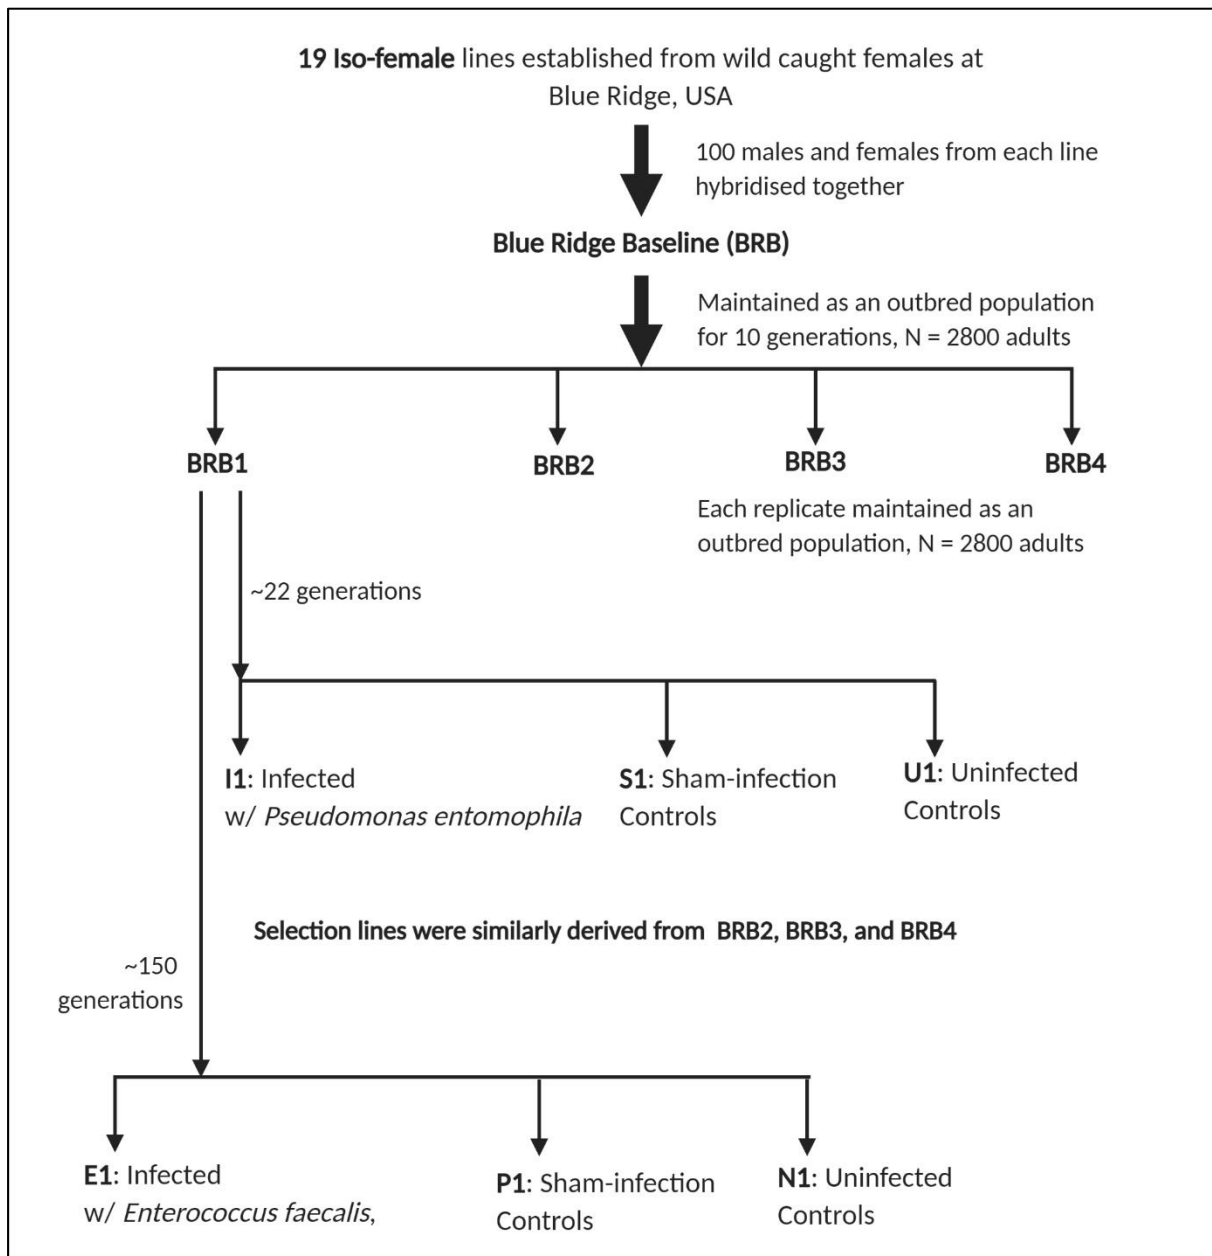 19 Iso-female lines established from wild caught females at
Blue Ridge, USA
100 males and females from each line
hybridised together
Blue Ridge Baseline (BRB)
Maintained as an outbred population
for 10 generations, N = 2800 adults
BRB1
BRB2
BRB3
BRB4
Each replicate maintained as an
outbred population, N = 2800 adults
~22 generations
I1: Infected
w/ Pseudomonas entomophila
S1: Sham-infection
Controls
U1: Uninfected
Controls
Selection lines were similarly derived from BRB2, BRB3, and BRB4
~150
generations
E1: Infected
w/ Enterococcus faecalis,
P1: Sham-infection
Controls
N1: Uninfected
Controls